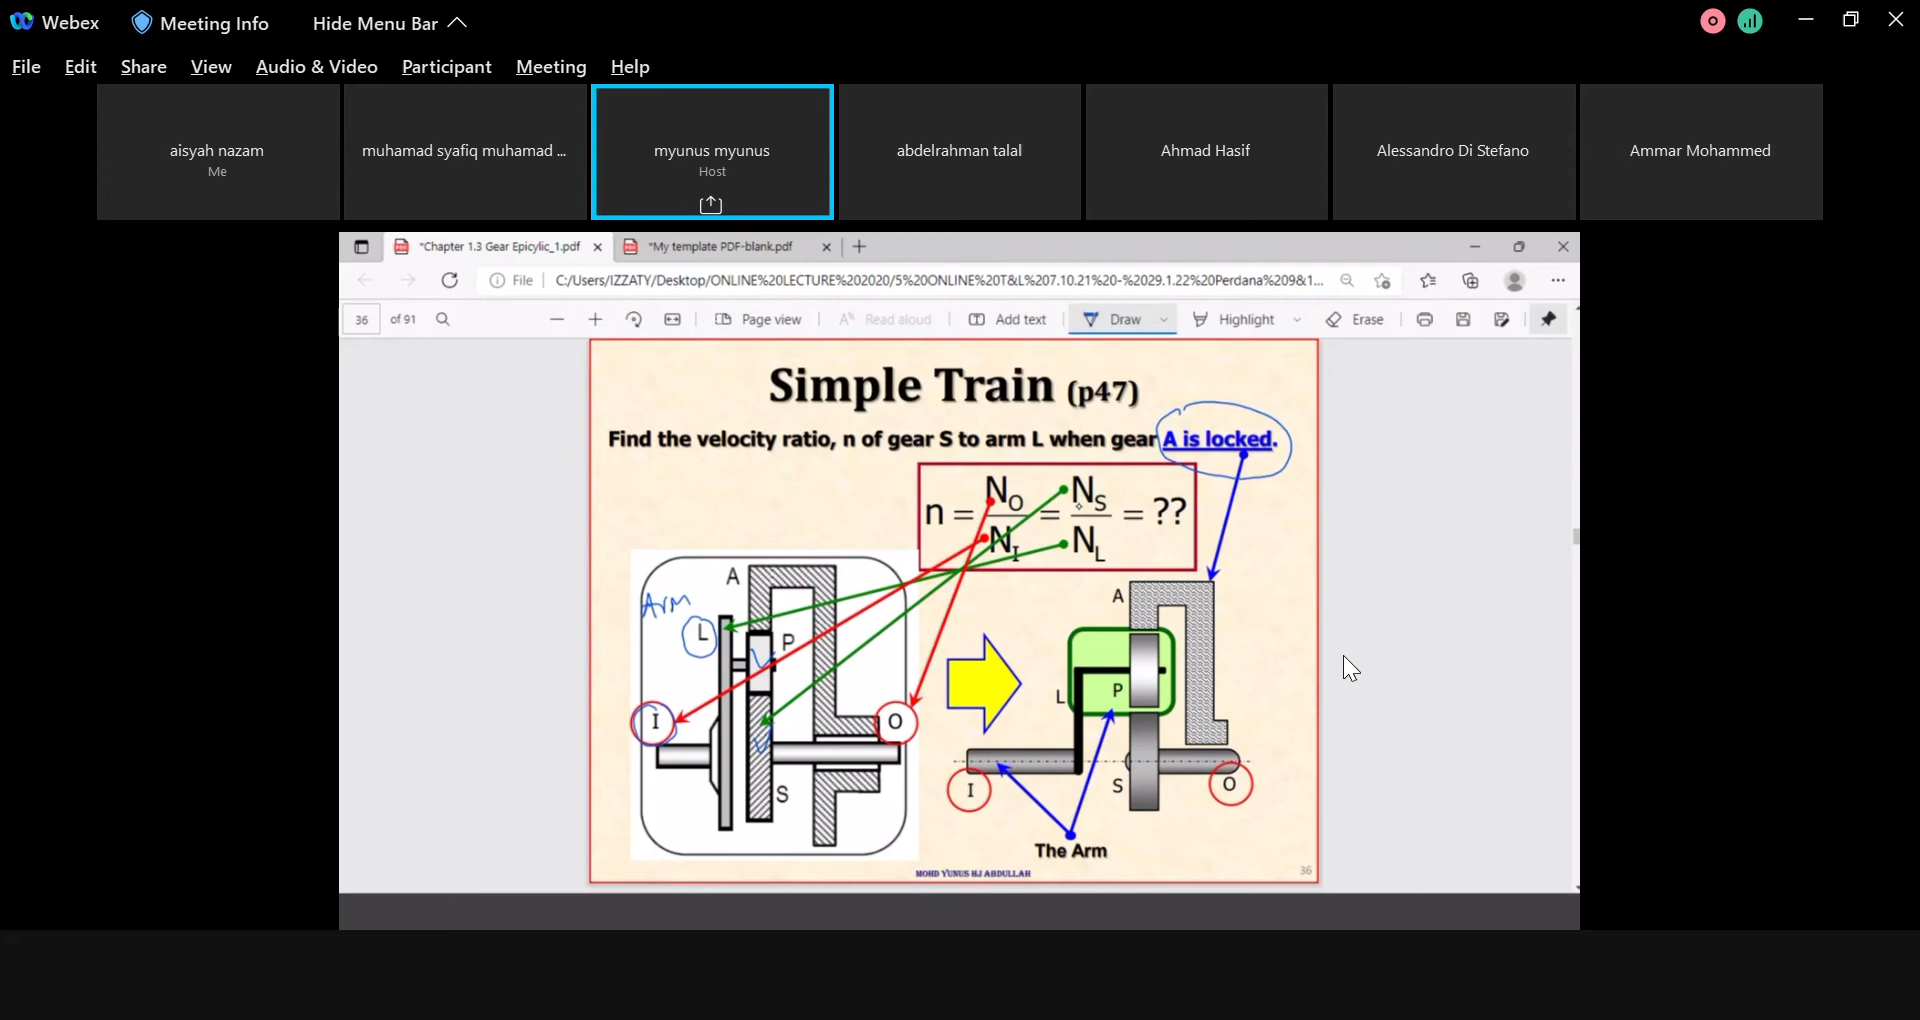 Webex Meeting Info Hide Menu Bar
File Edit Share View Audio & Video Participant Meeting Help
aisyah nazam
Me
muhamad syafiq muhamad ...
myunus myunus
Host
abdelrahman talal
Ahmad Hasif
Alessandro Di Stefano
Ammar Mohammed
*Chapter 1.3 Gear Epicylic_1.pdf
*My template PDF-blank.pdf
File C:/Users/IZZATY/Desktop/ONLINE%20LECTURE%202020/5%20ONLINE%20T&L%207.10.21%20-%2029.1.22%20Perdana%209&1...
36 of 91 Page view Read aloud Add text Draw Highlight Erase
Simple Train (p47)
Find the velocity ratio, n of gear S to arm L when gear A is locked.
n = N_O / N_I = N_S / N_L = ??
A
Arm
L
P
I
O
S
A
L
P
S
I
O
The Arm
MOHD YUNUS HJ ABDULLAH
36